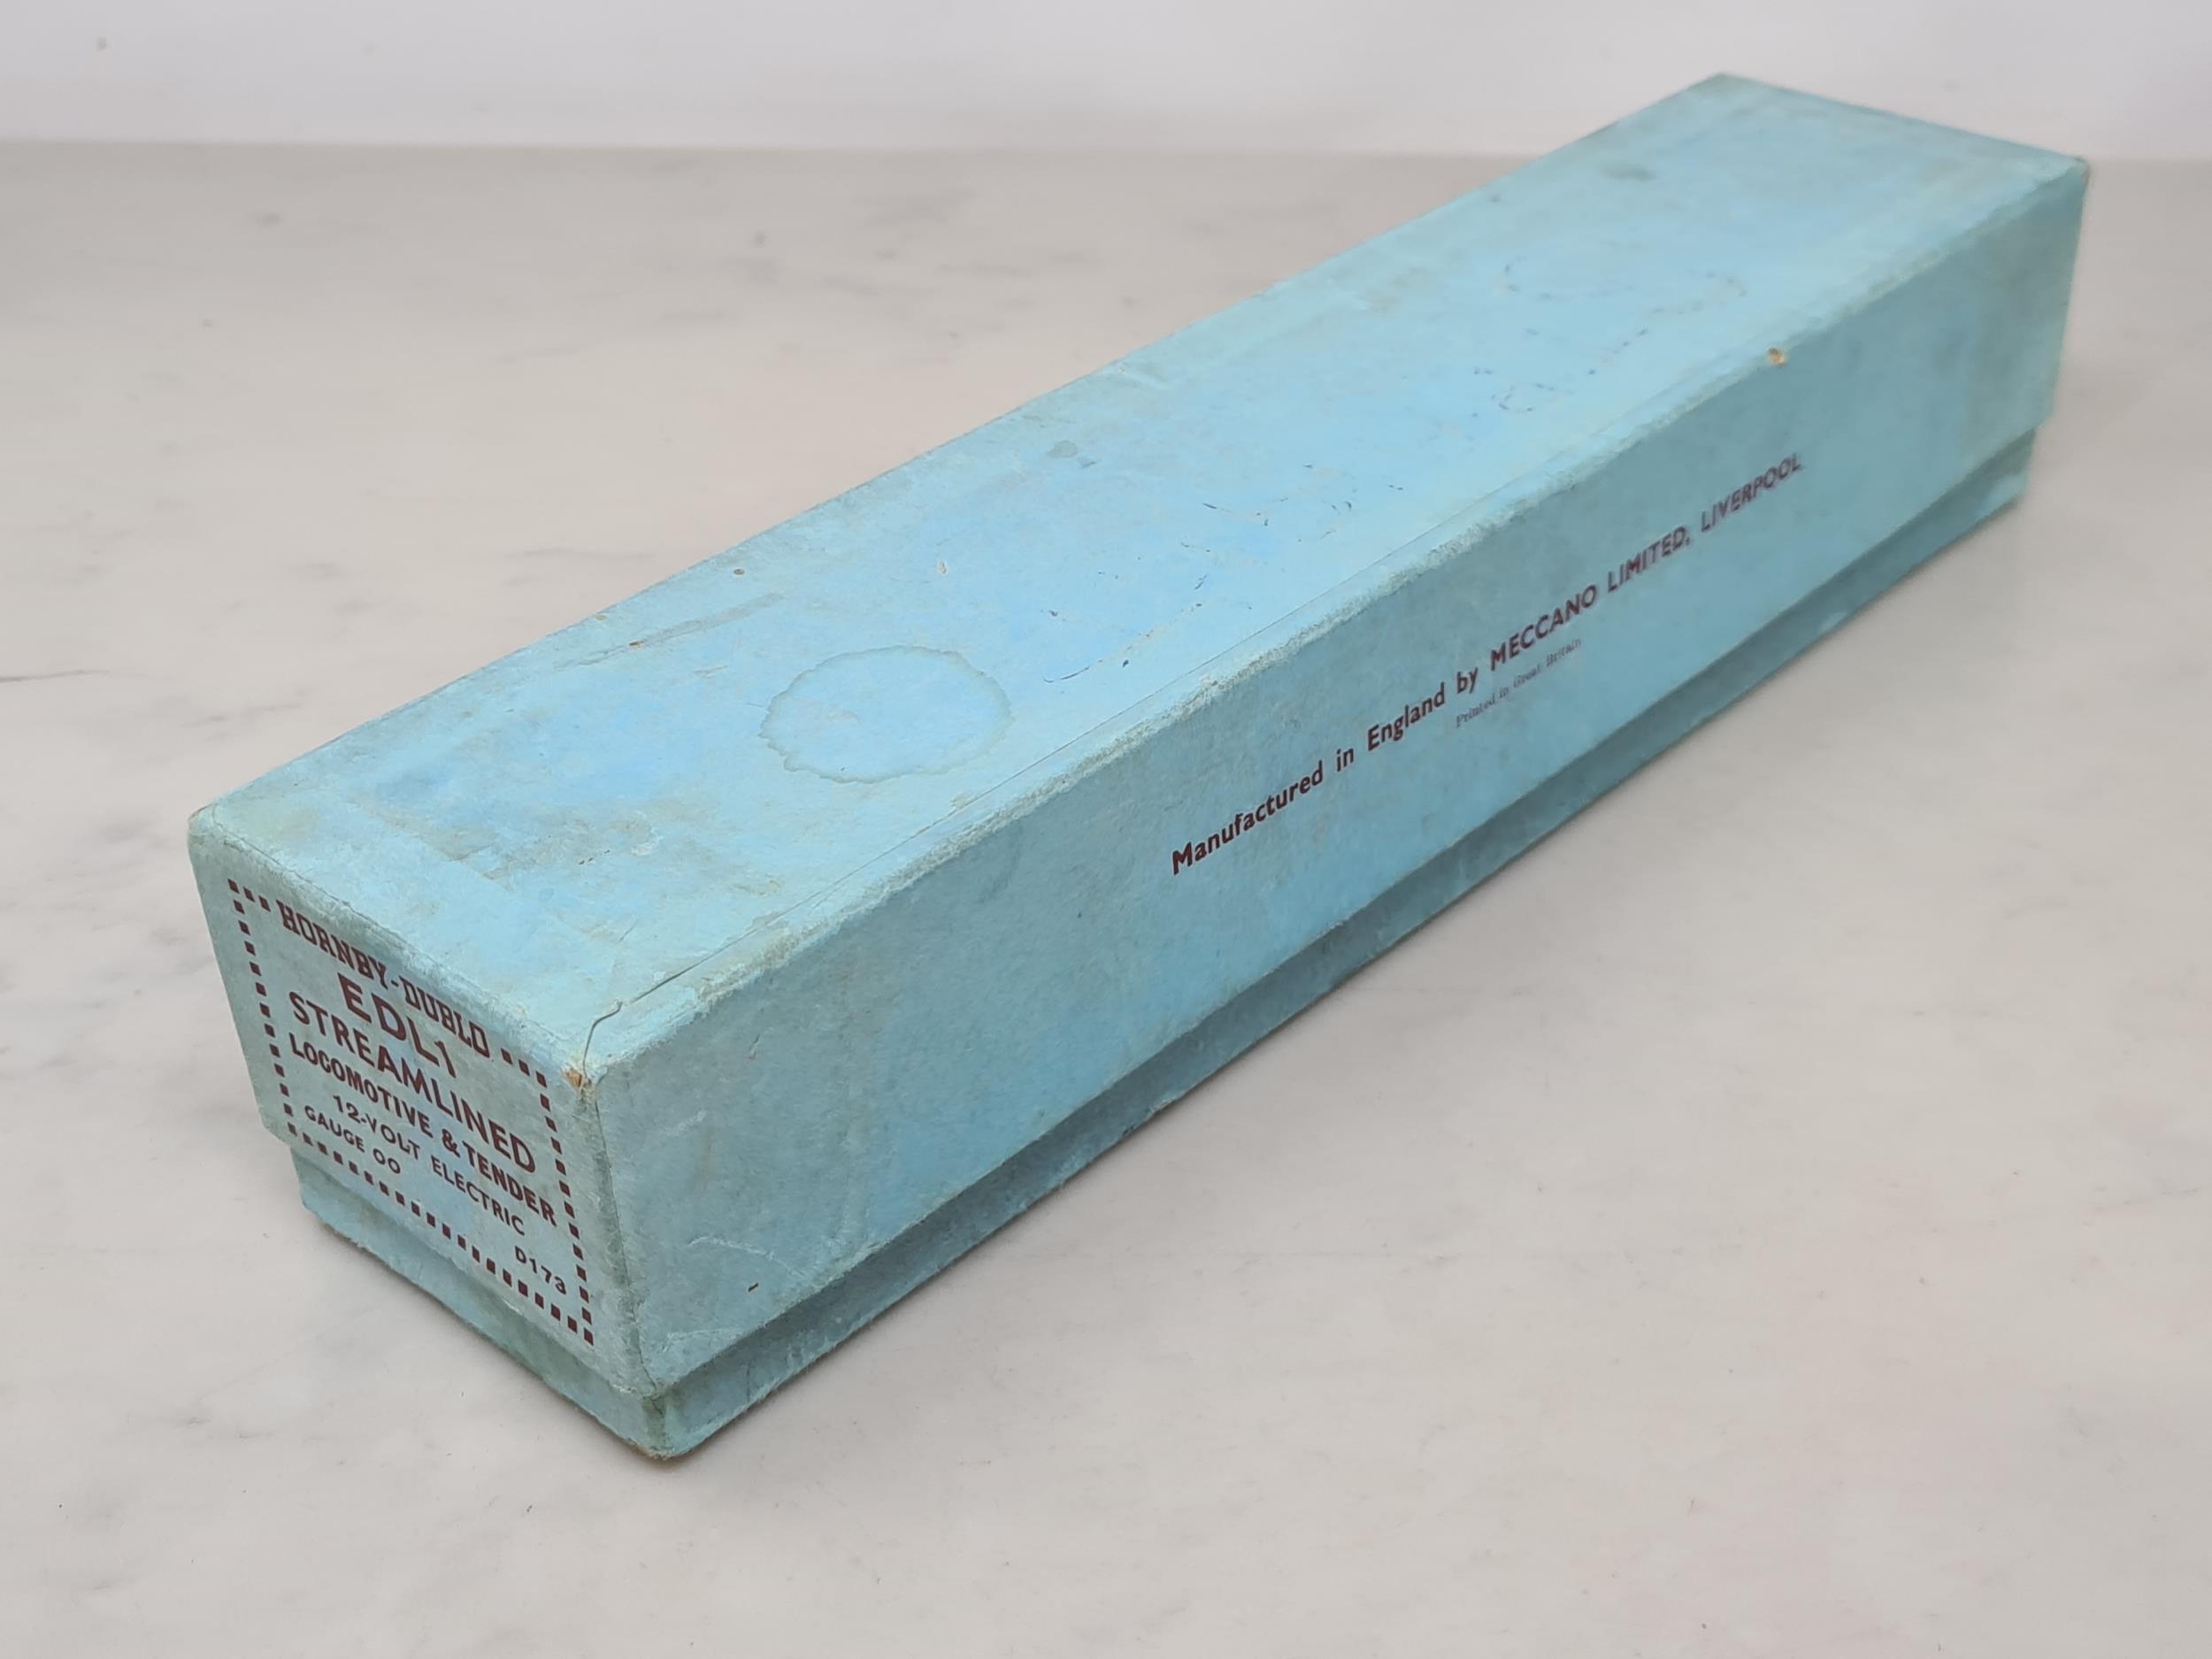 HORNBY-DUBLO
EDL1
STREAMLINED
LOCOMOTIVE & TENDER
12-VOLT ELECTRIC
GAUGE OO
D173
Manufactured in England by MECCANO LIMITED, LIVERPOOL
Printed in Great Britain